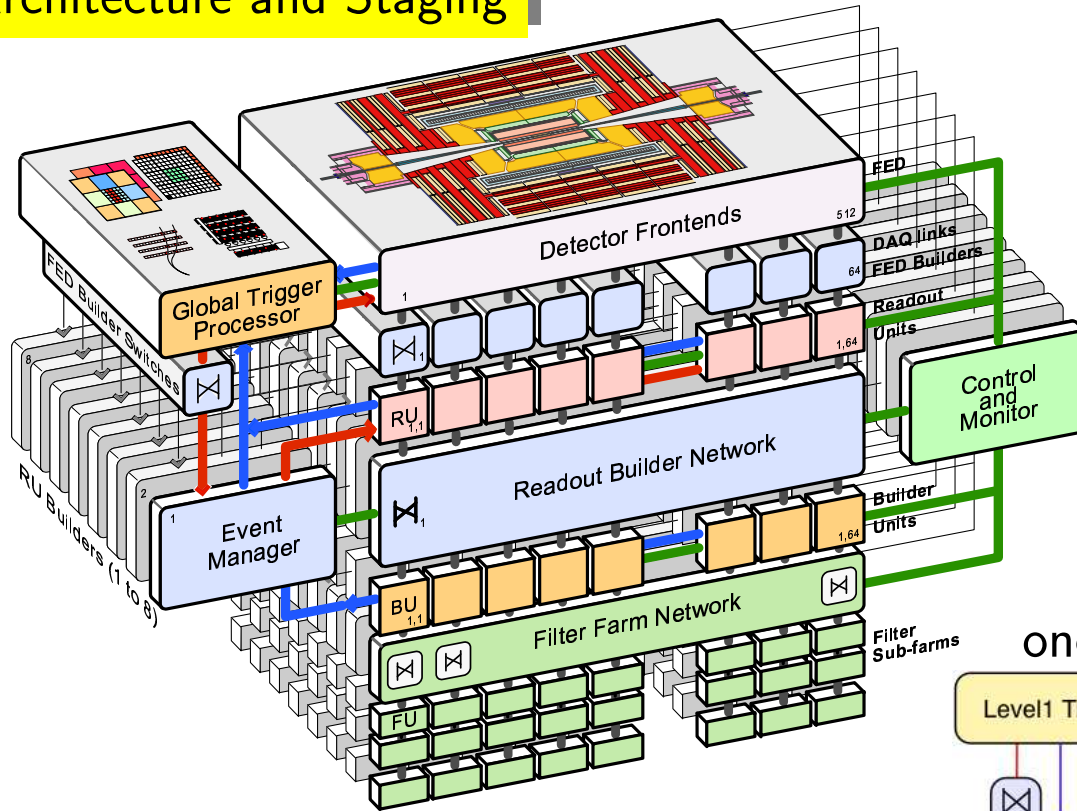 Architecture and Staging
FED
Detector Frontends
512
1
DAQ links
64
FED Builders
Global Trigger
Processor
FED Builder Switches
1
Readout
Units
1,64
RU
1,1
Control
and
Monitor
8
2
1
RU Builders (1 to 8)
Readout Builder Network
1
Event
Manager
Builder
Units
1,64
BU
1,1
Filter Farm Network
Filter
Sub-farms
FU
Level1 T